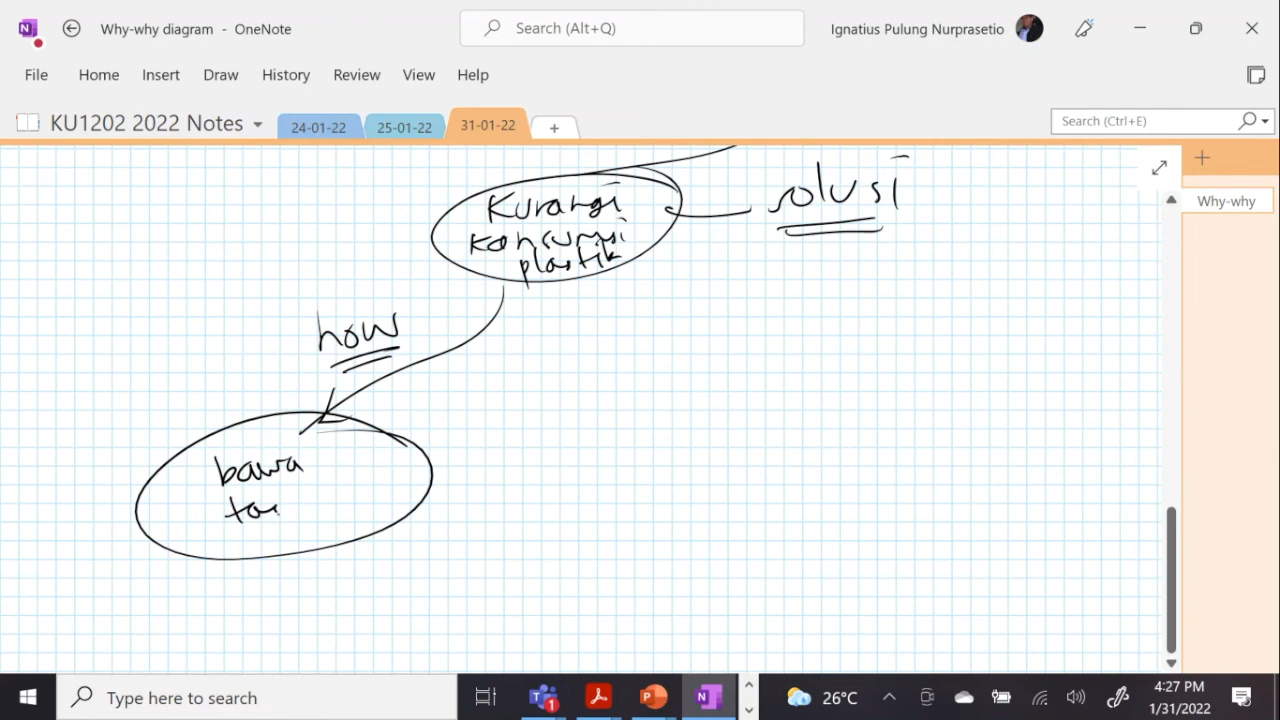 Why-why diagram - OneNote
Search (Alt+Q)
Ignatius Pulung Nurprasetio
File Home Insert Draw History Review View Help
KU1202 2022 Notes
24-01-22
25-01-22
31-01-22
Search (Ctrl+E)
Why-why
Kurangi
konsumsi
plastik
solusi
how
bawa
tas
Type here to search
1
26°C
4:27 PM
1/31/2022